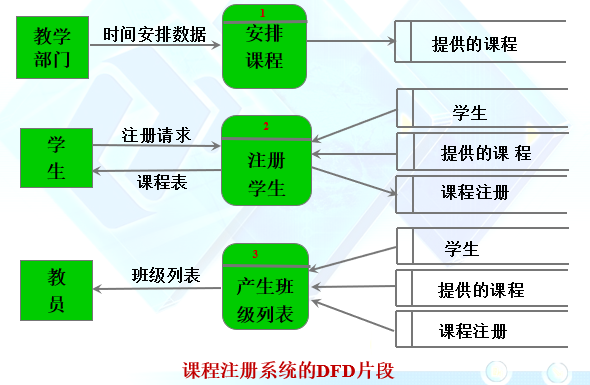 1
教学
部门
时间安排数据
安排
课程
提供的课程
2
学
生
注册请求
课程表
注册
学生
学生
提供的课 程
课程注册
3
教
员
班级列表
产生班
级列表
学生
提供的课程
课程注册
课程注册系统的DFD片段